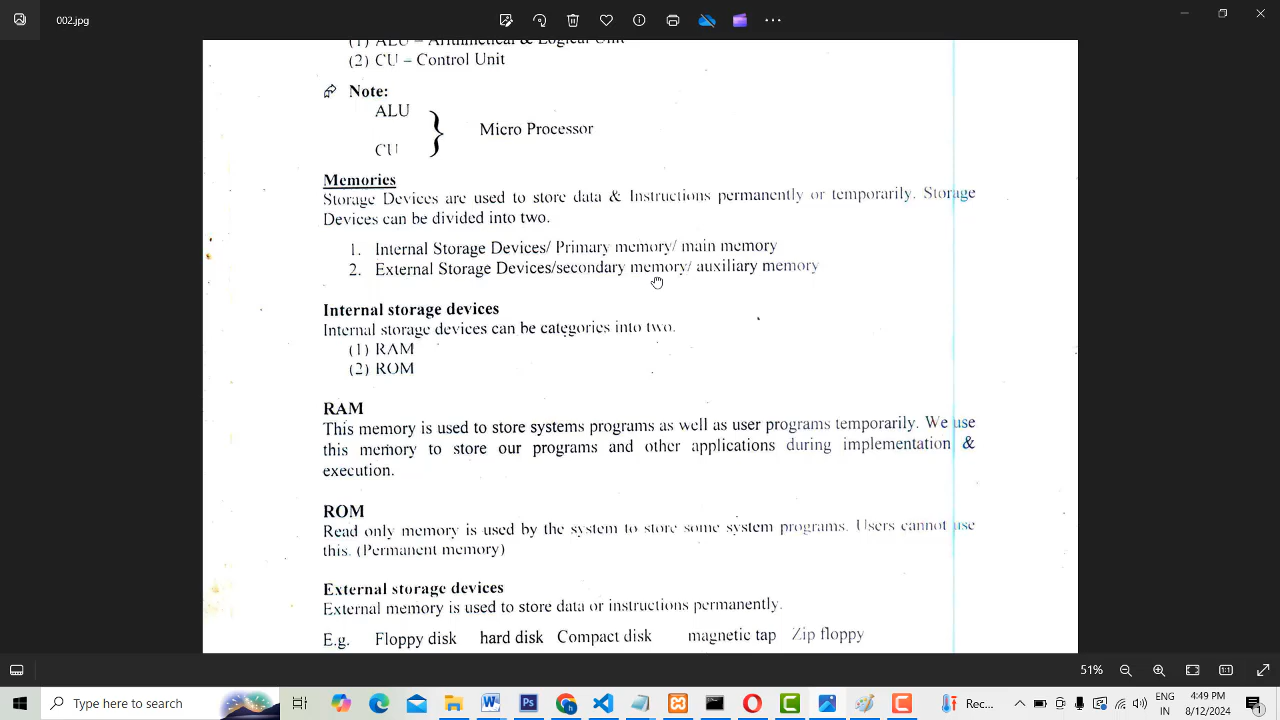 002.jpg
(1) ALU – Arithmetical & Logical Unit
(2) CU – Control Unit
Note:
ALU
CU
Micro Processor
Memories
Storage Devices are used to store data & Instructions permanently or temporarily. Storage
Devices can be divided into two.
1. Internal Storage Devices/ Primary memory/ main memory
2. External Storage Devices/secondary memory/ auxiliary memory
Internal storage devices
Internal storage devices can be categories into two.
(1) RAM
(2) ROM
RAM
This memory is used to store systems programs as well as user programs temporarily. We use
this memory to store our programs and other applications during implementation &
execution.
ROM
Read only memory is used by the system to store some system programs. Users cannot use
this. (Permanent memory)
External storage devices
External memory is used to store data or instructions permanently.
E.g. Floppy disk hard disk Compact disk magnetic tap Zip floppy
51%
Type here to search
Rec...
ENG
IN
4:49 PM
8/12/2024
1